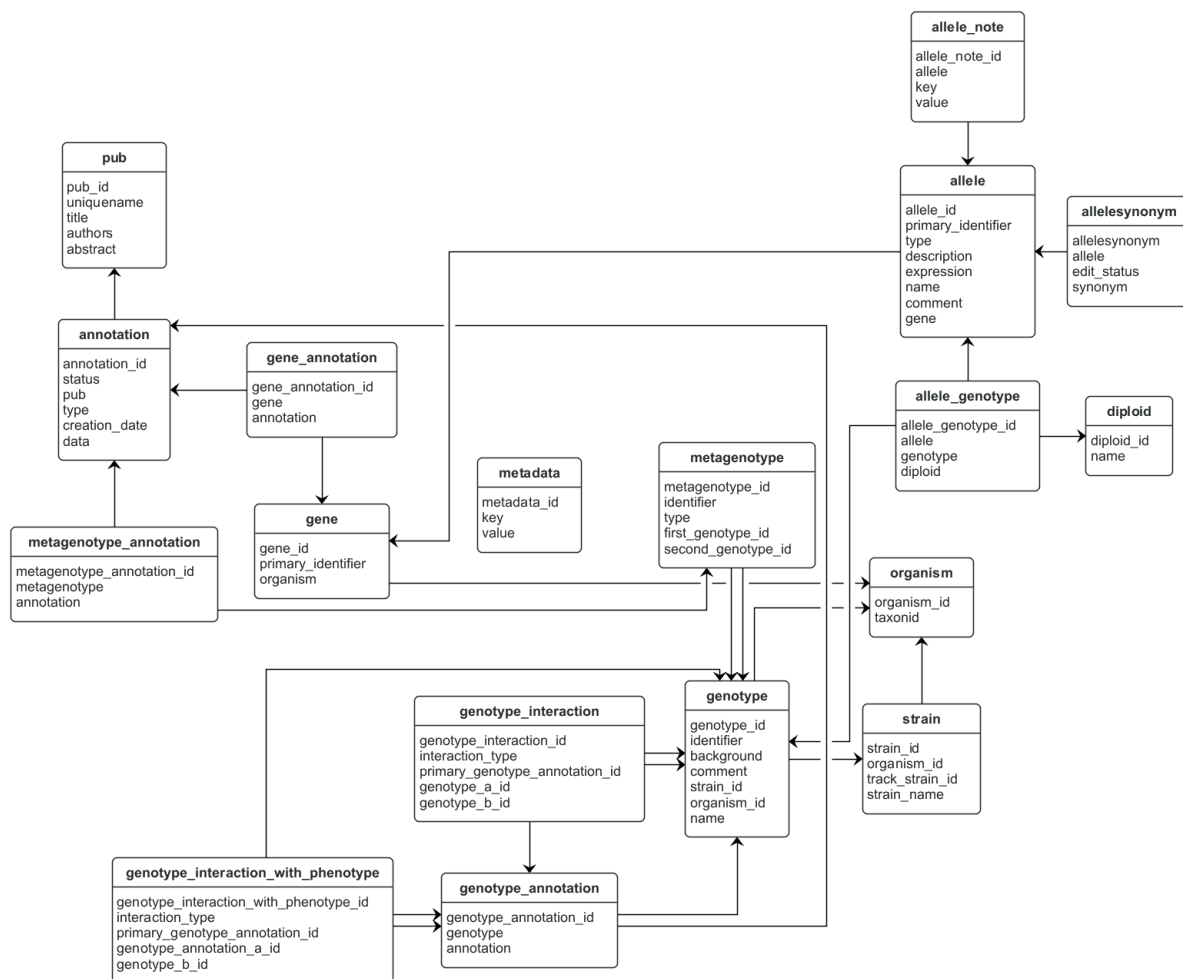 allele_note
allele_note_id
allele
key
value
pub
pub_id
uniquename
title
authors
abstract
allele
allele_id
primary_identifier
type
description
expression
name
comment
gene
allelesynonym
allelesynonym
allele
edit_status
synonym
annotation
annotation_id
status
pub
type
creation_date
data
gene_annotation
gene_annotation_id
gene
annotation
allele_genotype
allele_genotype_id
allele
genotype
diploid
diploid
diploid_id
name
metagenotype
metagenotype_id
identifier
type
first_genotype_id
second_genotype_id
metadata
metadata_id
key
value
gene
gene_id
primary_identifier
organism
metagenotype_annotation
metagenotype_annotation_id
metagenotype
annotation
organism
organism_id
taxonid
genotype
genotype_id
identifier
background
comment
strain_id
organism_id
name
genotype_interaction
genotype_interaction_id
interaction_type
primary_genotype_annotation_id
genotype_a_id
genotype_b_id
strain
strain_id
organism_id
track_strain_id
strain_name
genotype_interaction_with_phenotype
genotype_interaction_with_phenotype_id
interaction_type
primary_genotype_annotation_id
genotype_annotation_a_id
genotype_b_id
genotype_annotation
genotype_annotation_id
genotype
annotation